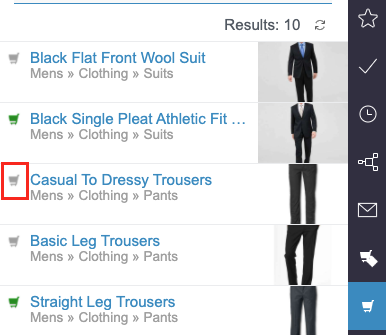 Results: 10
Black Flat Front Wool Suit
Mens » Clothing » Suits
Black Single Pleat Athletic Fit ...
Mens » Clothing » Suits
Casual To Dressy Trousers
Mens » Clothing » Pants
Basic Leg Trousers
Mens » Clothing » Pants
Straight Leg Trousers
Mens » Clothing » Pants